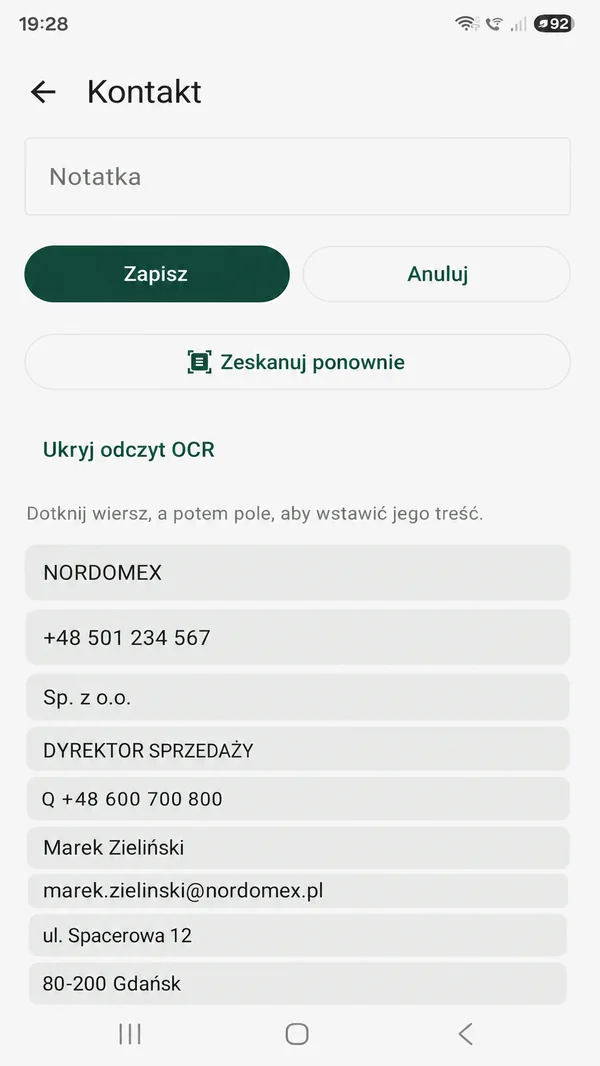 19:28
92
Kontakt
Notatka
Zapisz
Anuluj
Zeskanuj ponownie
Ukryj odczyt OCR
Dotknij wiersz, a potem pole, aby wstawić jego treść.
NORDOMEX
+48 501 234 567
Sp. z o.o.
DYREKTOR SPRZEDAŻY
Q +48 600 700 800
Marek Zieliński
marek.zielinski@nordomex.pl
ul. Spacerowa 12
80-200 Gdańsk